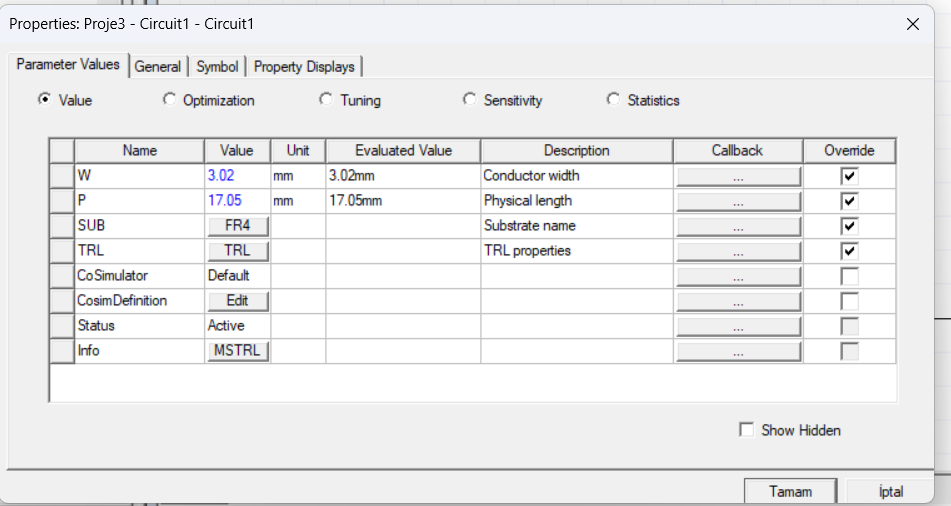 Properties: Proje3 - Circuit1 - Circuit1
Parameter Values General Symbol Property Displays
Value Optimization Tuning Sensitivity Statistics
Name Value Unit Evaluated Value Description Callback Override
W 3.02 mm 3.02mm Conductor width ...
P 17.05 mm 17.05mm Physical length ...
SUB FR4 Substrate name ...
TRL TRL TRL properties ...
CoSimulator Default ...
CosimDefinition Edit ...
Status Active ...
Info MSTRL ...
Show Hidden
Tamam İptal